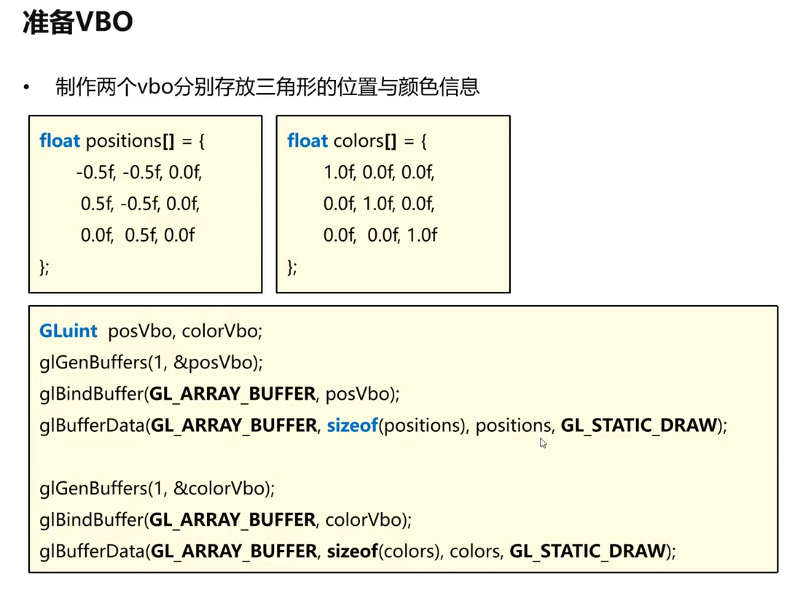 准备VBO
• 制作两个vbo分别存放三角形的位置与颜色信息
float positions[] = {
-0.5f, -0.5f, 0.0f,
0.5f, -0.5f, 0.0f,
0.0f, 0.5f, 0.0f
};
float colors[] = {
1.0f, 0.0f, 0.0f,
0.0f, 1.0f, 0.0f,
0.0f, 0.0f, 1.0f
};
GLuint posVbo, colorVbo;
glGenBuffers(1, &posVbo);
glBindBuffer(GL_ARRAY_BUFFER, posVbo);
glBufferData(GL_ARRAY_BUFFER, sizeof(positions), positions, GL_STATIC_DRAW);
glGenBuffers(1, &colorVbo);
glBindBuffer(GL_ARRAY_BUFFER, colorVbo);
glBufferData(GL_ARRAY_BUFFER, sizeof(colors), colors, GL_STATIC_DRAW);